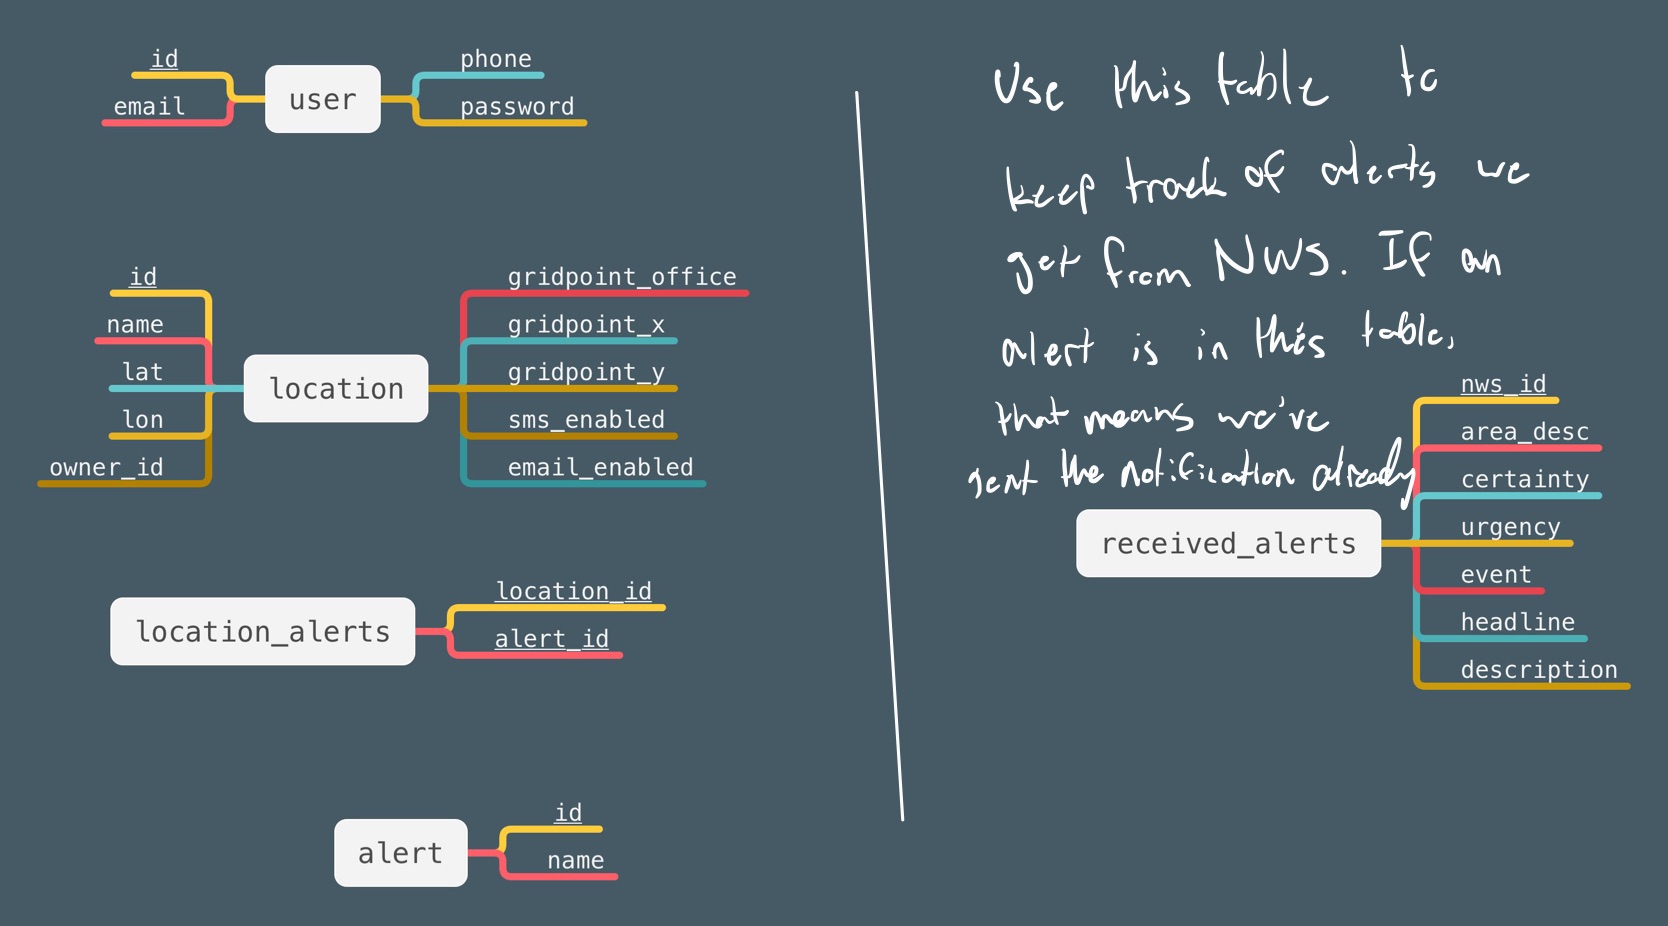 id
phone
user
email
password
id
gridpoint_office
name
gridpoint_x
lat
gridpoint_y
location
lon
sms_enabled
owner_id
email_enabled
location_id
location_alerts
alert_id
id
alert
name
Use this table to
keep track of alerts we
get from NWS. If an
alert is in this table,
that means we've
sent the notification already
nws_id
area_desc
certainty
urgency
received_alerts
event
headline
description